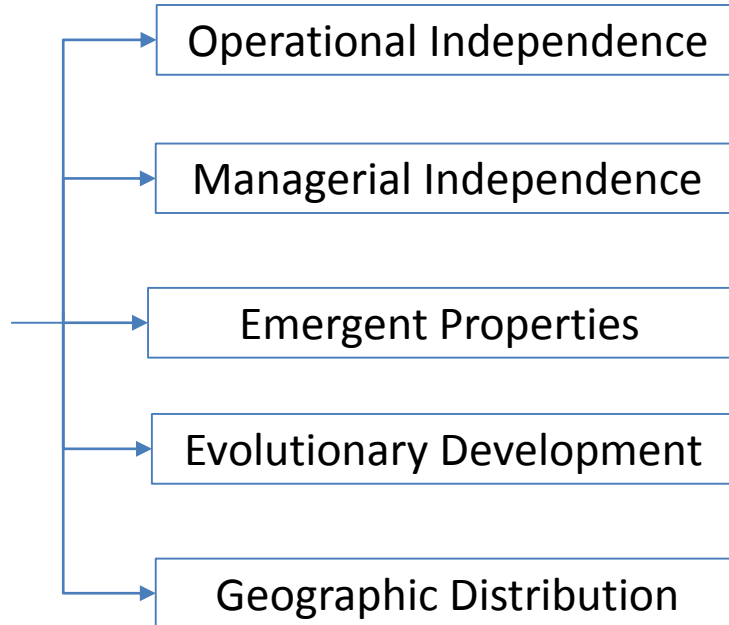 Operational Independence
Managerial Independence
Emergent Properties
Evolutionary Development
Geographic Distribution